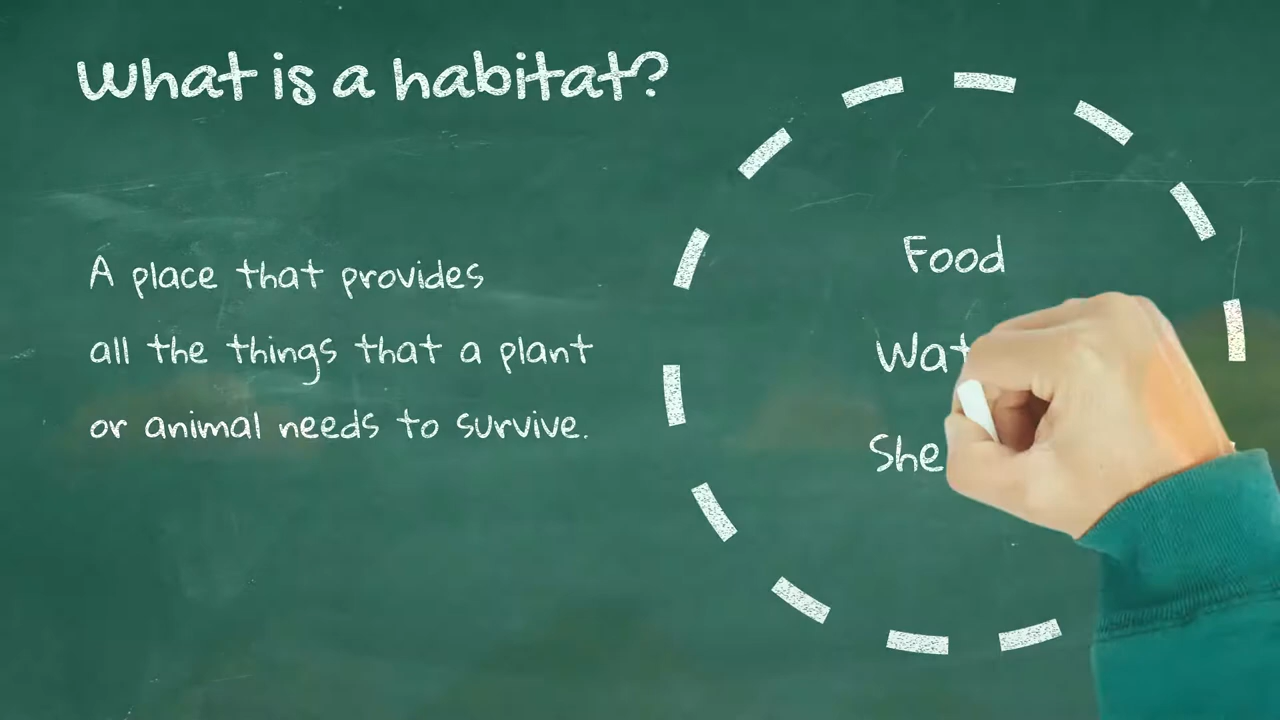 What is a habitat?
A place that provides
all the things that a plant
or animal needs to survive.
Food
Wat
She